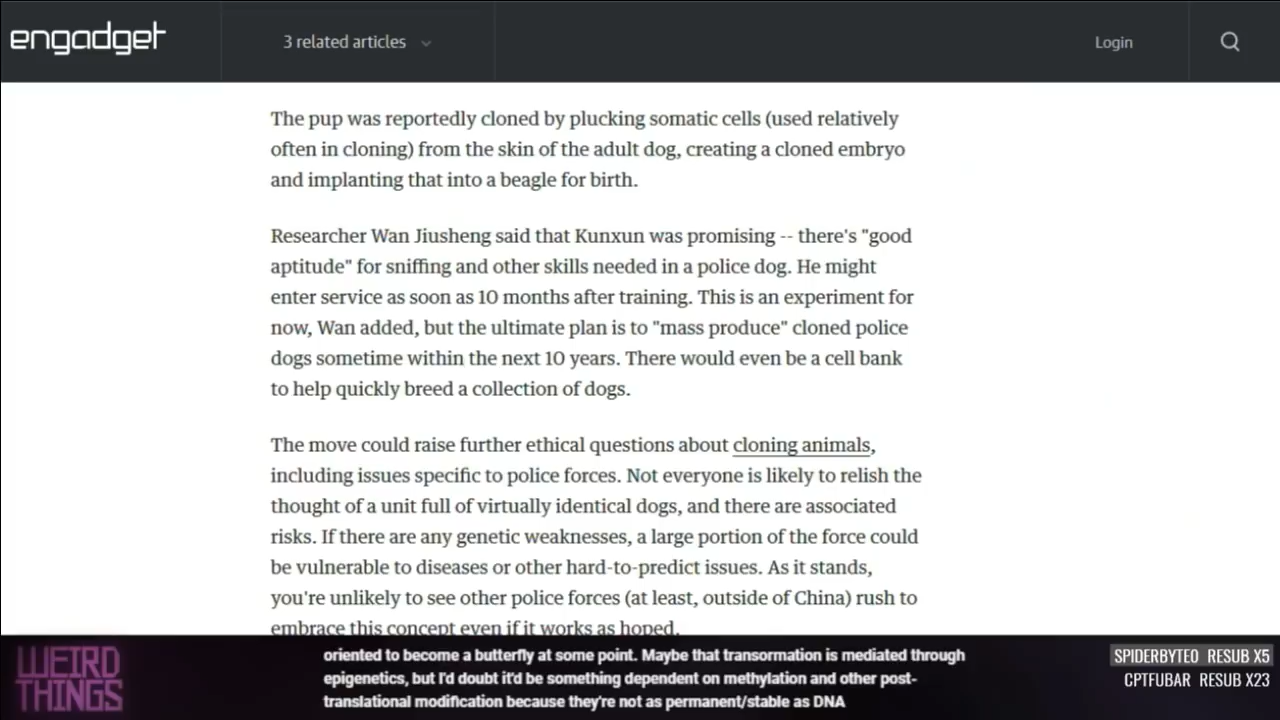 engadget
3 related articles
Login
The pup was reportedly cloned by plucking somatic cells (used relatively
often in cloning) from the skin of the adult dog, creating a cloned embryo
and implanting that into a beagle for birth.
Researcher Wan Jiusheng said that Kunxun was promising -- there's "good
aptitude" for sniffing and other skills needed in a police dog. He might
enter service as soon as 10 months after training. This is an experiment for
now, Wan added, but the ultimate plan is to "mass produce" cloned police
dogs sometime within the next 10 years. There would even be a cell bank
to help quickly breed a collection of dogs.
The move could raise further ethical questions about cloning animals,
including issues specific to police forces. Not everyone is likely to relish the
thought of a unit full of virtually identical dogs, and there are associated
risks. If there are any genetic weaknesses, a large portion of the force could
be vulnerable to diseases or other hard-to-predict issues. As it stands,
you're unlikely to see other police forces (at least, outside of China) rush to
embrace this concept even if it works as hoped.
WEIRD
THINGS
oriented to become a butterfly at some point. Maybe that transormation is mediated through
epigenetics, but I'd doubt it'd be something dependent on methylation and other post-
translational modification because they're not as permanent/stable as DNA
SPIDERBYTE0 RESUB X5
CPTFUBAR RESUB X23